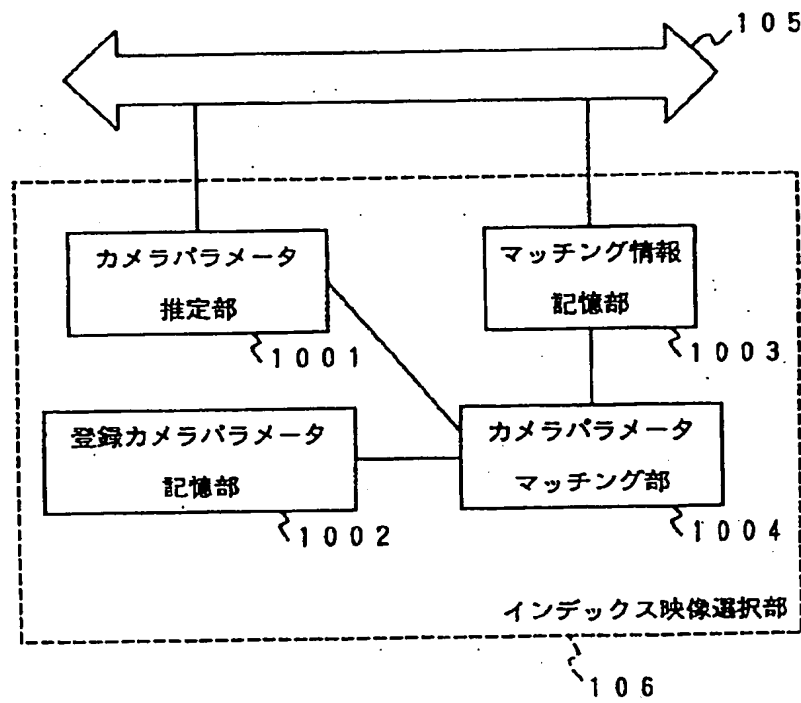 105
カメラパラメータ
推定部
1001
マッチング情報
記憶部
1003
登録カメラパラメータ
記憶部
1002
カメラパラメータ
マッチング部
1004
インデックス映像選択部
106